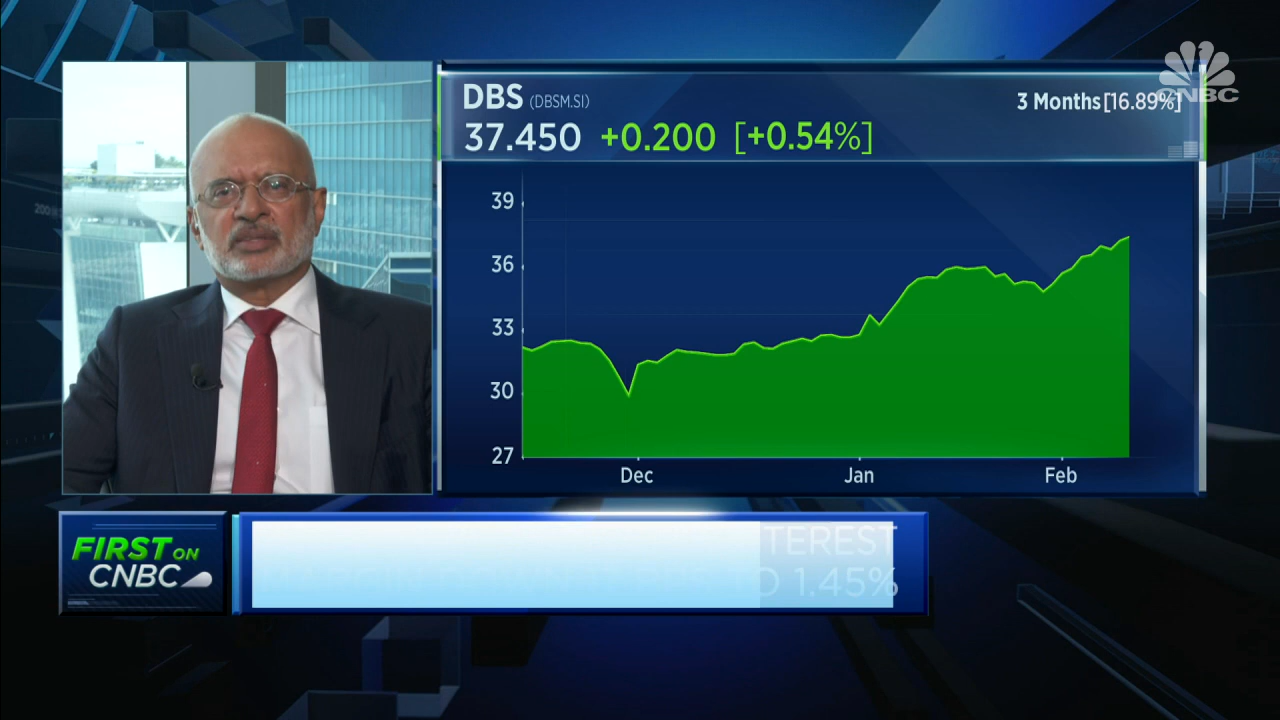 CNBC
DBS (DBSM.SI)
3 Months [16.89%]
37.450 +0.200 [+0.54%]
39
36
33
30
27
Dec Jan Feb
FIRST ON
CNBC
1.45%